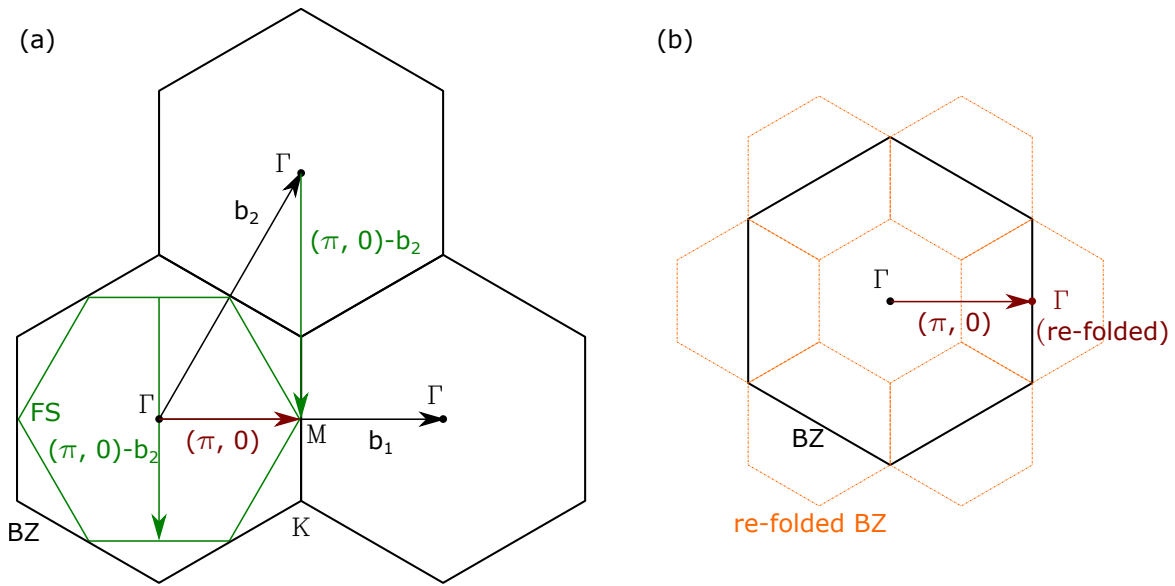 (a)
(b)
Γ
b₂
(π, 0)-b₂
Γ
(π, 0)
Γ
(re-folded)
FS
Γ
(π, 0)
Γ
M
b₁
(π, 0)-b₂
BZ
BZ
K
re-folded BZ